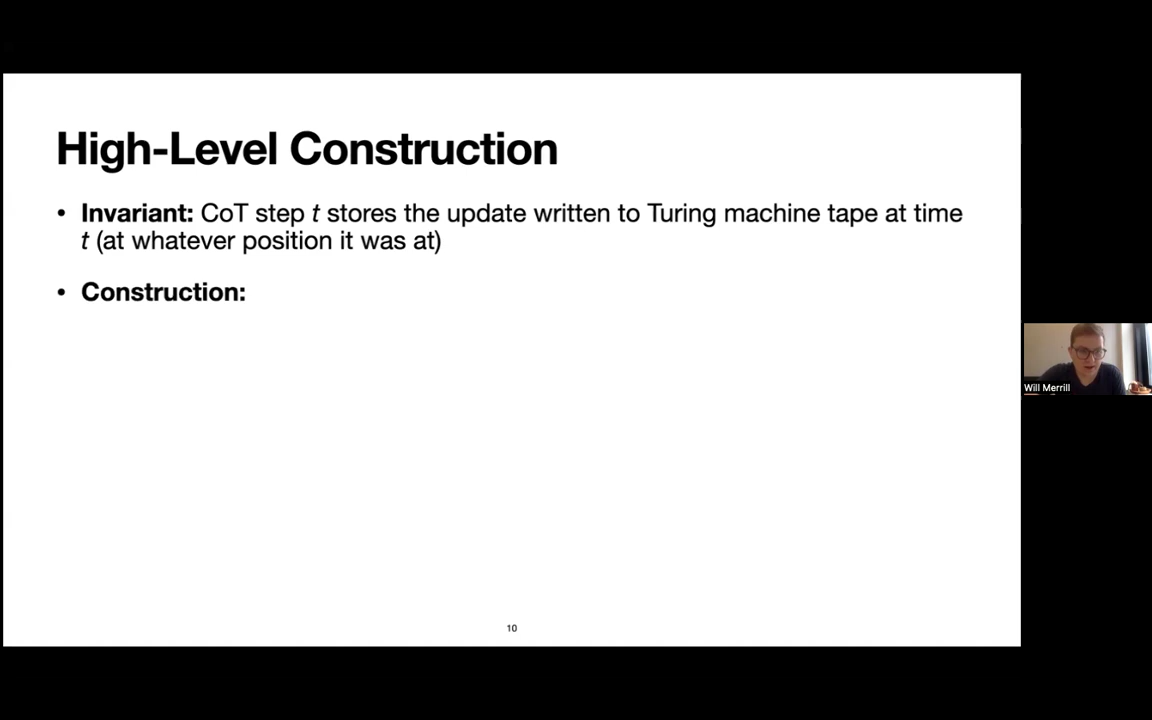 High-Level Construction
• Invariant: CoT step t stores the update written to Turing machine tape at time
t (at whatever position it was at)
• Construction:
Will Merrill
10